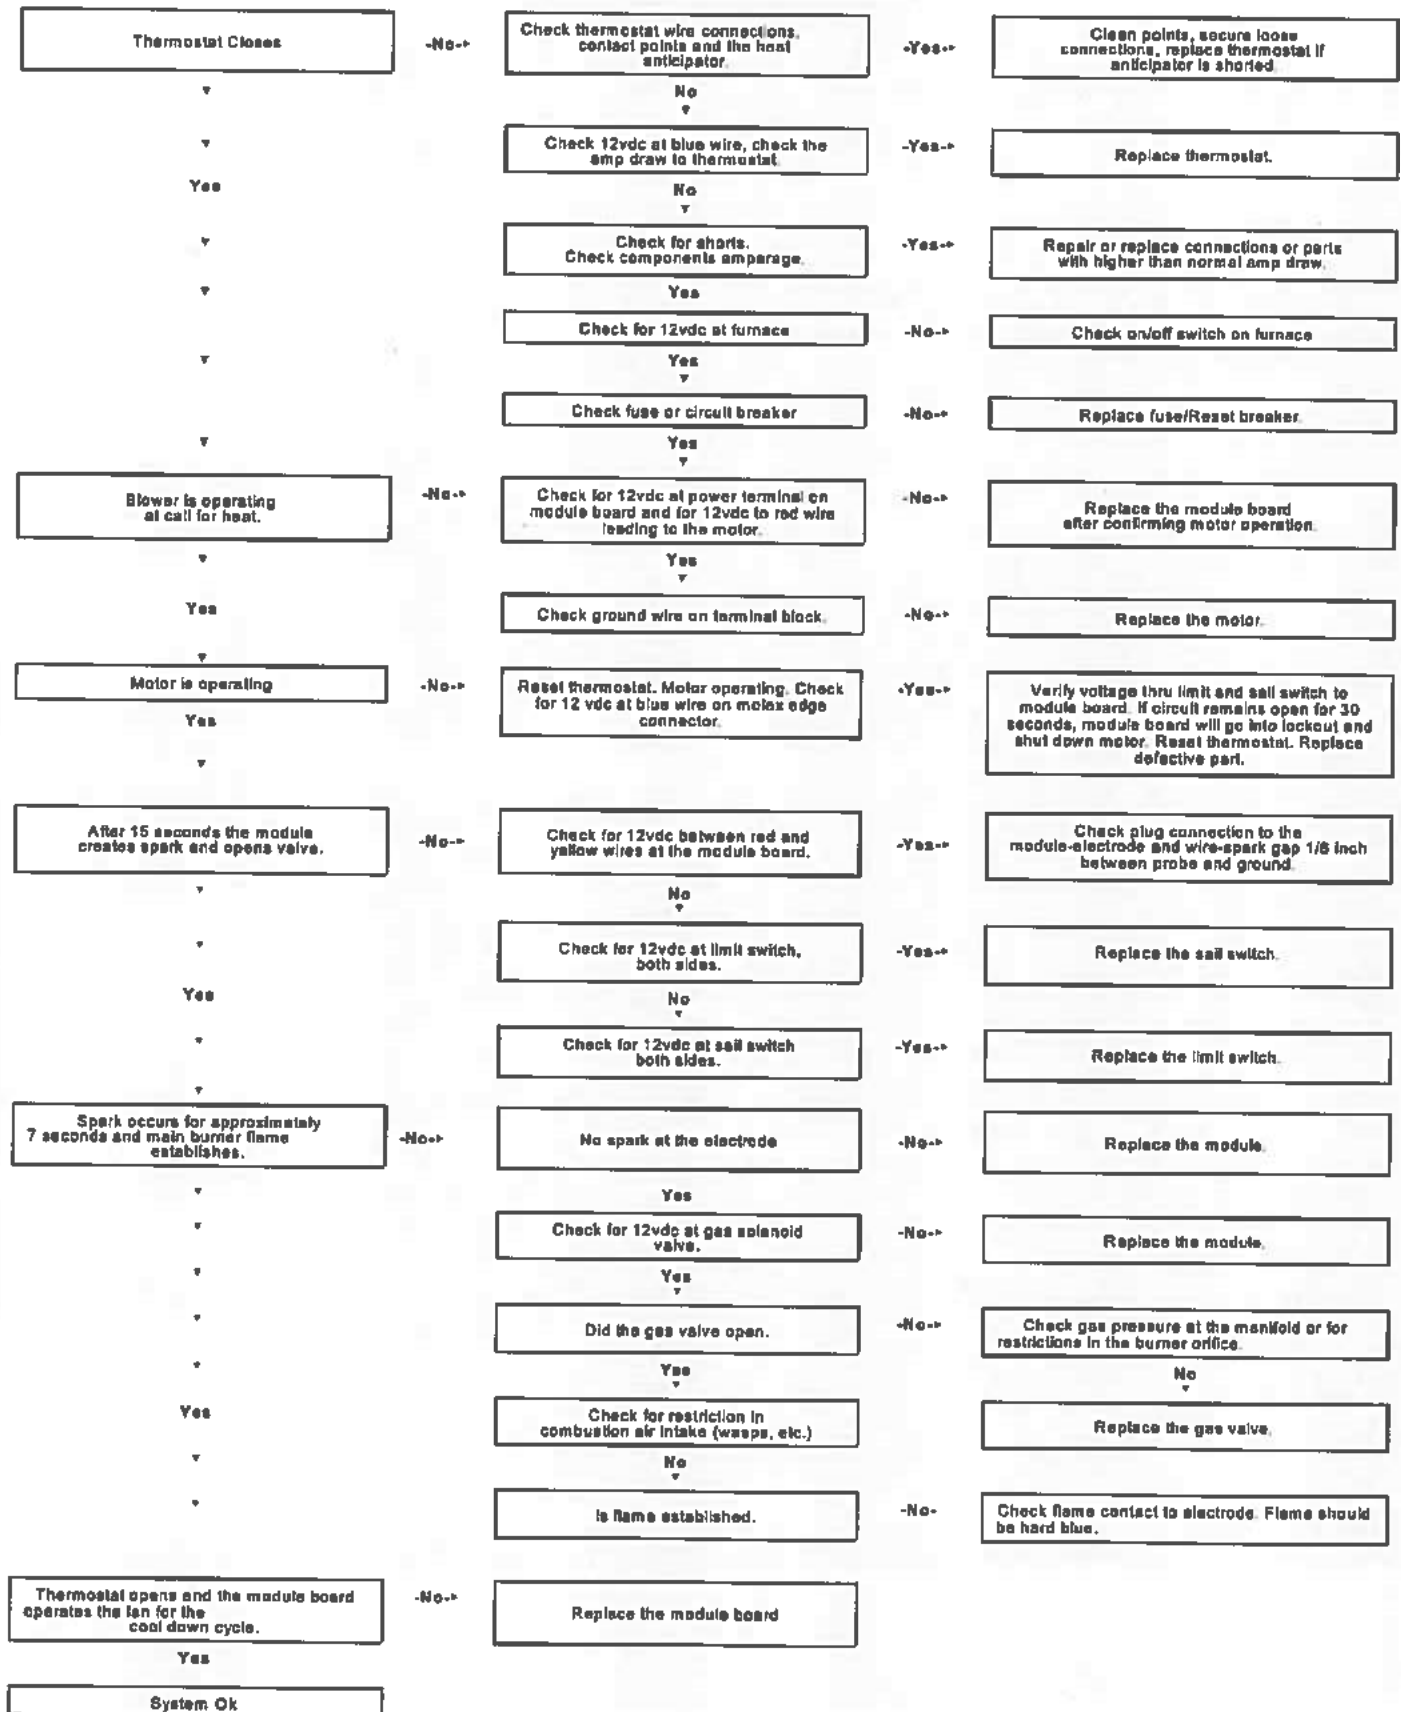 Thermostat Closes
-No-
Check thermostat wire connections,
contact points and the heat
anticipator.
-Yes-
Clean points, secure loose
connections, replace thermostat if
anticipator is shorted.
No
Check 12vdc at blue wire, check the
amp draw to thermostat.
-Yes-
Replace thermostat.
Yes
No
Check for shorts.
Check components amparage.
-Yes-
Repair or replace connections or parts
with higher than normal amp draw.
Yes
Check for 12vdc at furnace
-No-
Check on/off switch on furnace
Yes
Check fuse or circuit breaker
-No-
Replace fuse/Reset breaker.
Yes
Blower is operating
at call for heat.
-No-
Check for 12vdc at power terminal on
module board and for 12vdc to red wire
leading to the motor.
-No-
Replace the module board
after confirming motor operation.
Yes
Yes
Check ground wire on terminal block.
-No-
Replace the motor.
Motor is operating
-No-
Reset thermostat. Motor operating. Check
for 12 vdc at blue wire on molex edge
connector.
-Yes-
Verify voltage thru limit and sail switch to
module board. If circuit remains open for 30
seconds, module board will go into lockout and
shut down motor. Reset thermostat. Replace
defective part.
Yes
After 15 seconds the module
creates spark and opens valve.
-No-
Check for 12vdc between red and
yellow wires at the module board.
-Yes-
Check plug connection to the
module-electrode and wire-spark gap 1/8 inch
between probe and ground.
No
Check for 12vdc at limit switch,
both sides.
-Yes-
Replace the sail switch.
Yes
No
Check for 12vdc at sail switch
both sides.
-Yes-
Replace the limit switch.
Spark occurs for approximately
7 seconds and main burner flame
establishes.
-No-
No spark at the electrode
-No-
Replace the module.
Yes
Check for 12vdc at gas solanoid
valve.
-No-
Replace the module.
Yes
Did the gas valve open.
-No-
Check gas pressure at the manifold or for
restrictions in the burner orifice.
Yes
No
Yes
Check for restriction in
combustion air intake (wasps, etc.)
Replace the gas valve.
No
Is flame established.
-No-
Check flame contact to electrode. Flame should
be hard blue.
Thermostat opens and the module board
operates the fan for the
cool down cycle.
-No-
Replace the module board
Yes
System Ok